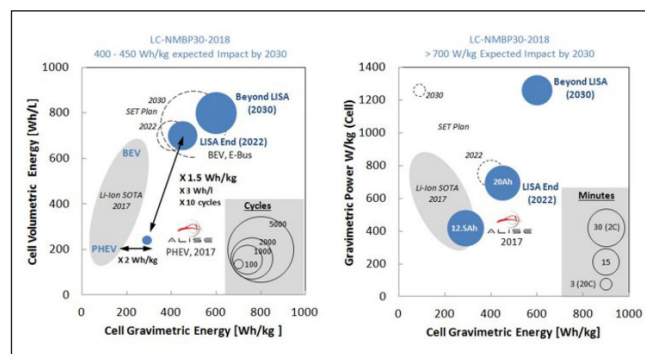 LC-NMBP30-2018
400 - 450 Wh/kg expected Impact by 2030
Cell Volumetric Energy [Wh/L]
1000
800
600
400
200
0
2030
SET Plan
2022
Beyond LISA
(2030)
LISA End (2022)
BEV, E-Bus
BEV
Li-Ion SOTA
2017
X 1.5 Wh/kg
X 3 Wh/l
X 10 cycles
ALISE
PHEV, 2017
PHEV
X 2 Wh/kg
Cycles
5000
2000
1000
100
0 200 400 600 800 1000
Cell Gravimetric Energy [Wh/kg ]
LC-NMBP30-2018
>700 W/kg Expected Impact by 2030
Gravimetric Power W/kg (Cell)
1400
1200
1000
800
600
400
200
0
2030
Beyond LISA
(2030)
SET Plan
2022
20Ah
LISA End
(2022)
Li-Ion SOTA
2017
12.5Ah
ALISE
2017
Minutes
30 (2C)
15
3 (20C)
0 200 400 600 800 1000
Cell Gravimetric Energy [Wh/kg]